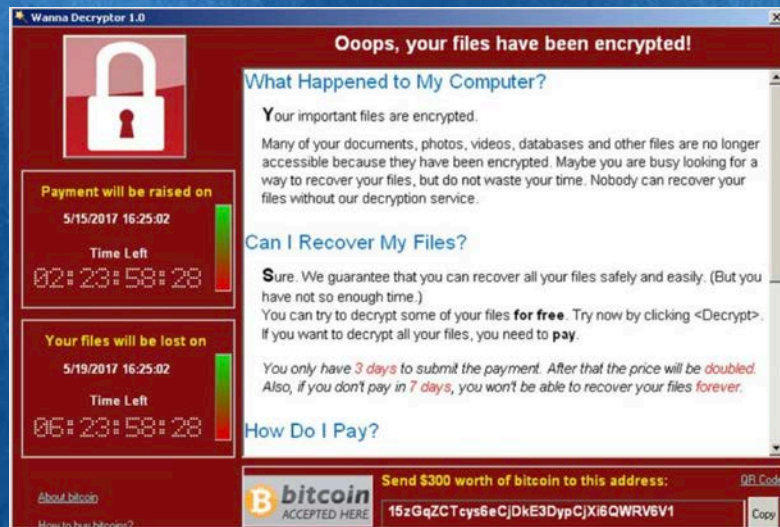 Wanna Decryptor 1.0
Ooops, your files have been encrypted!
Payment will be raised on
5/15/2017 16:25:02
Time Left
02:23:58:28
Your files will be lost on
5/19/2017 16:25:02
Time Left
06:23:58:28
About bitcoin
How to buy bitcoins?
What Happened to My Computer?
Your important files are encrypted.
Many of your documents, photos, videos, databases and other files are no longer
accessible because they have been encrypted. Maybe you are busy looking for a
way to recover your files, but do not waste your time. Nobody can recover your
files without our decryption service.
Can I Recover My Files?
Sure. We guarantee that you can recover all your files safely and easily. (But you
have not so enough time.)
You can try to decrypt some of your files for free. Try now by clicking <Decrypt>.
If you want to decrypt all your files, you need to pay.
You only have 3 days to submit the payment. After that the price will be doubled.
Also, if you don't pay in 7 days, you won't be able to recover your files forever.
How Do I Pay?
bitcoin
ACCEPTED HERE
Send $300 worth of bitcoin to this address:
QR Code
15zGqZCTcys6eCjDkE3DypCjXi6QWRV6V1
Copy